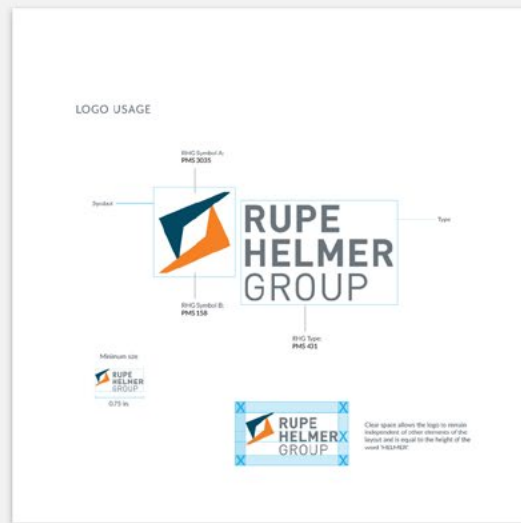 LOGO USAGE
RHG Symbol A:
PMS 3035
Symbol
RUPE
HELMER
GROUP
Type
RHG Symbol B:
PMS 158
RHG Type:
PMS 431
Minimum size
RUPE
HELMER
GROUP
0.75 in.
X X
RUPE
HELMER X
GROUP
X X
Clear space allows the logo to remain
independent of other elements of the
layout and is equal to the height of the
word 'HELMER'